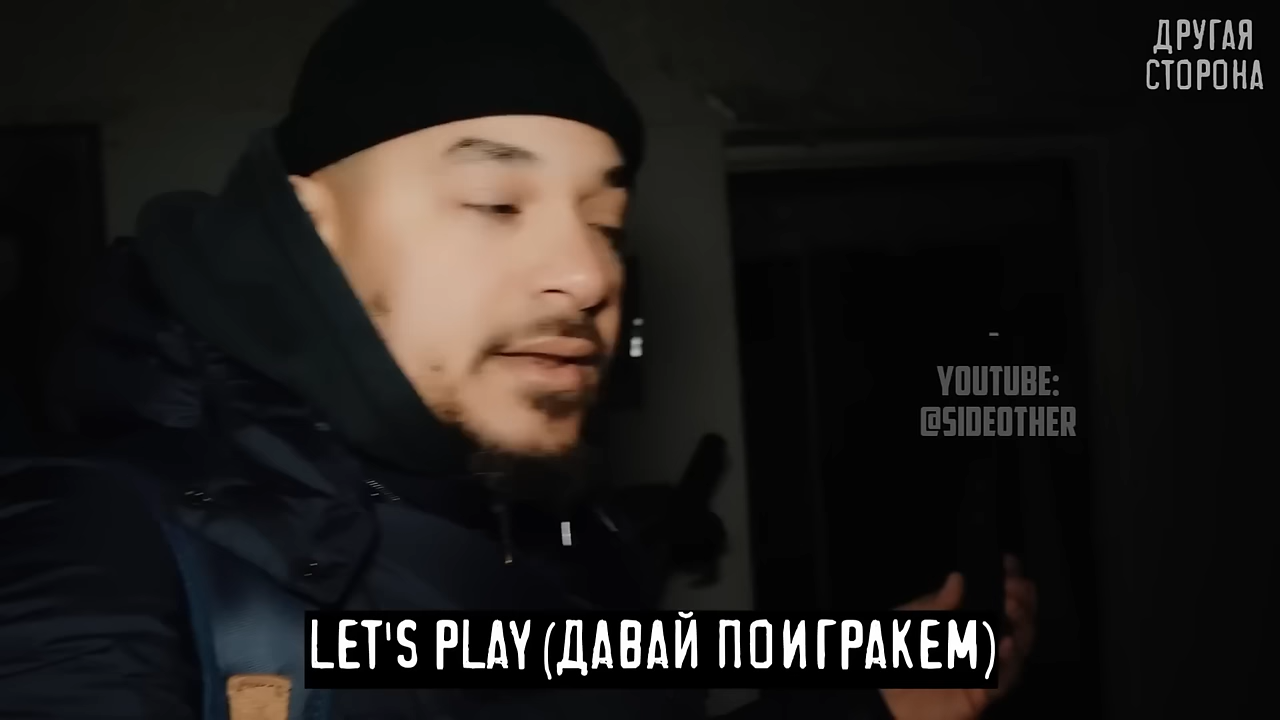 ДРУГАЯ
СТОРОНА
YOUTUBE:
@SIDEOTHER
LET'S PLAY (ДАВАЙ ПОИГРАКЕМ)